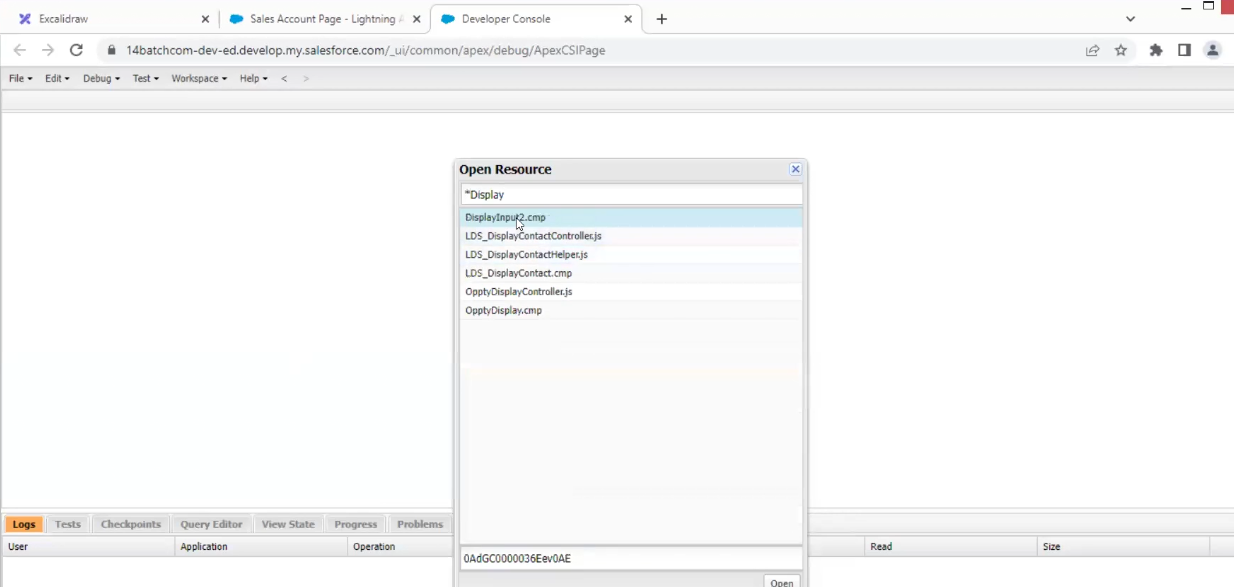 Excalidraw
Sales Account Page - Lightning
Developer Console
14batchcom-dev-ed.develop.my.salesforce.com/_ui/common/apex/debug/ApexCSIPage
File Edit Debug Test Workspace Help < >
Open Resource
*Display
DisplayInput2.cmp
LDS_DisplayContactController.js
LDS_DisplayContactHelper.js
LDS_DisplayContact.cmp
OpptyDisplayController.js
OpptyDisplay.cmp
Logs Tests Checkpoints Query Editor View State Progress Problems
User Application Operation Read Size
0AdGC0000036Eev0AE
Open